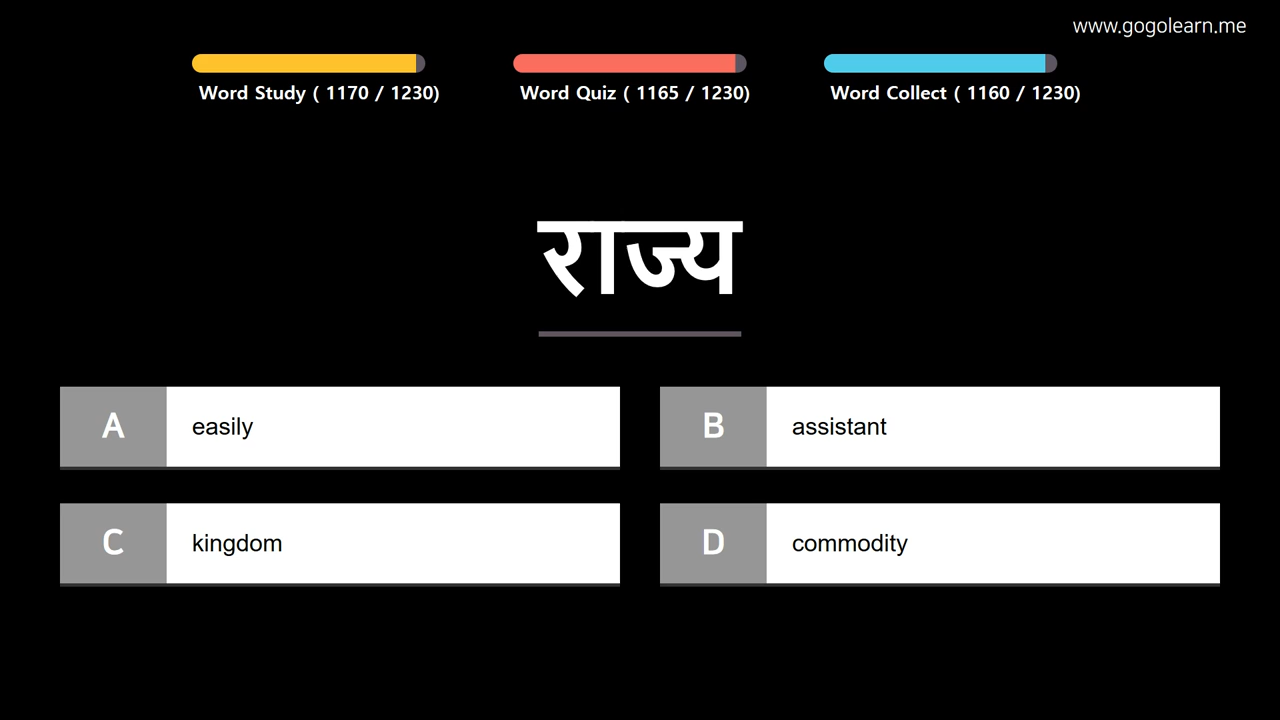 www.gogolearn.me
Word Study ( 1170 / 1230)
Word Quiz ( 1165 / 1230)
Word Collect ( 1160 / 1230)
राज्य
A easily
B assistant
C kingdom
D commodity